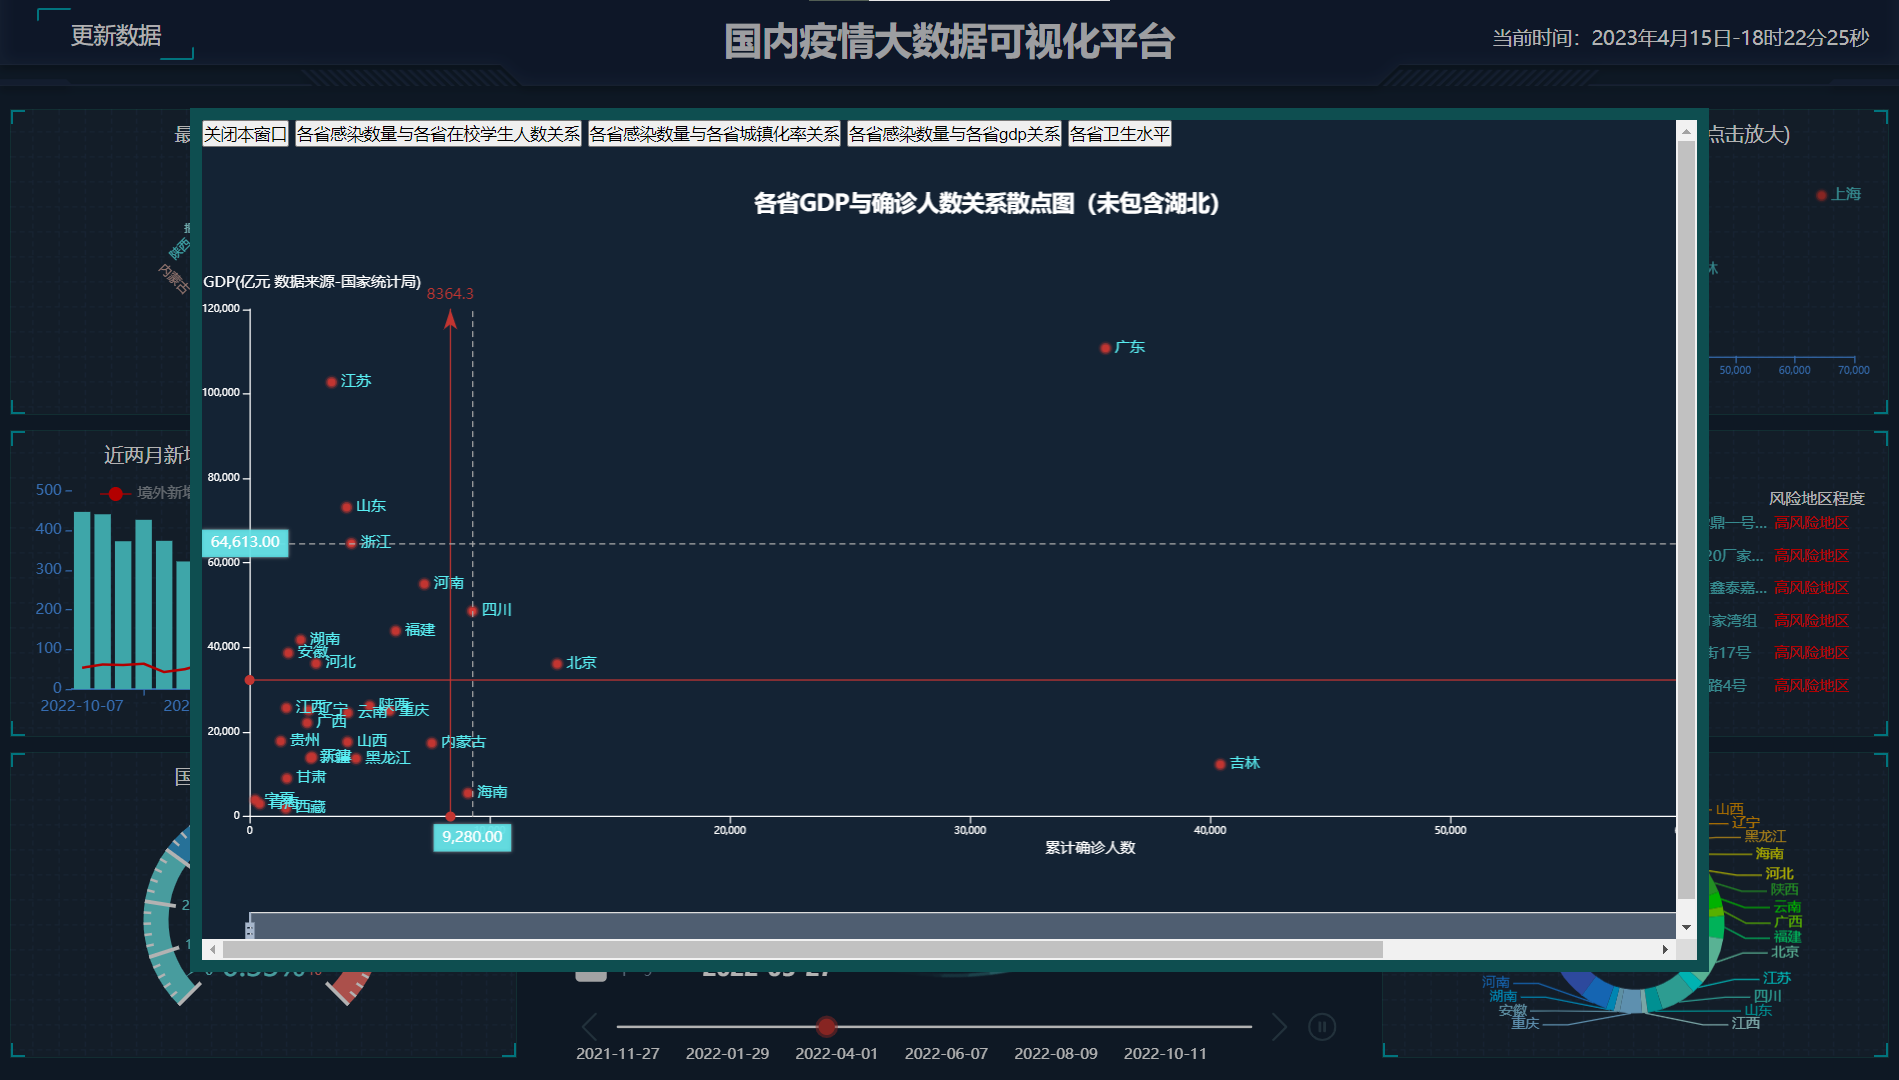 更新数据
国内疫情大数据可视化平台
当前时间：2023年4月15日-18时22分25秒
关闭本窗口
各省感染数量与各省在校学生人数关系
各省感染数量与各省城镇化率关系
各省感染数量与各省gdp关系
各省卫生水平
各省GDP与确诊人数关系散点图（未包含湖北）
GDP(亿元 数据来源-国家统计局)
8364.3
120,000
100,000
80,000
64,613.00
60,000
40,000
20,000
0
广东
江苏
山东
浙江
河南
四川
福建
湖南
安徽
河北
北京
江西
辽宁
云南
陕西
重庆
广西
贵州
山西
内蒙古
新疆
黑龙江
甘肃
吉林
海南
宁夏
青海
西藏
0
9,280.00
20,000
30,000
40,000
50,000
累计确诊人数
最
陕西
内蒙古
点击放大)
上海
林
50,000
60,000
70,000
近两月新增
境外新增
500
400
300
200
100
0
2022-10-07
202
风险地区程度
鼎一号...
高风险地区
20厂家...
高风险地区
鑫泰嘉...
高风险地区
家湾组
高风险地区
街17号
高风险地区
路4号
高风险地区
国
2
1
山西
辽宁
黑龙江
海南
河北
陕西
云南
广西
福建
北京
江苏
四川
山东
江西
河南
湖南
安徽
重庆
2021-11-27
2022-01-29
2022-04-01
2022-06-07
2022-08-09
2022-10-11